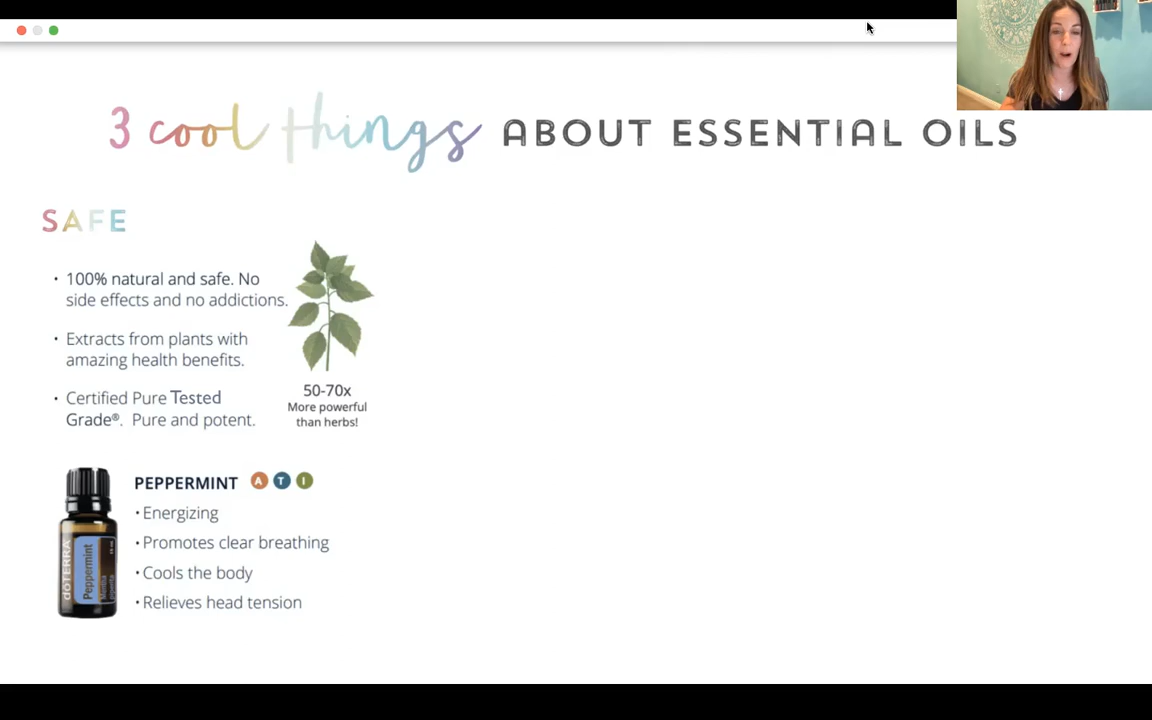 3 cool things ABOUT ESSENTIAL OILS
SAFE
• 100% natural and safe. No
side effects and no addictions.
• Extracts from plants with
amazing health benefits.
• Certified Pure Tested
Grade®. Pure and potent.
50-70x
More powerful
than herbs!
PEPPERMINT A T I
• Energizing
• Promotes clear breathing
• Cools the body
• Relieves head tension
dōTERRA
Peppermint